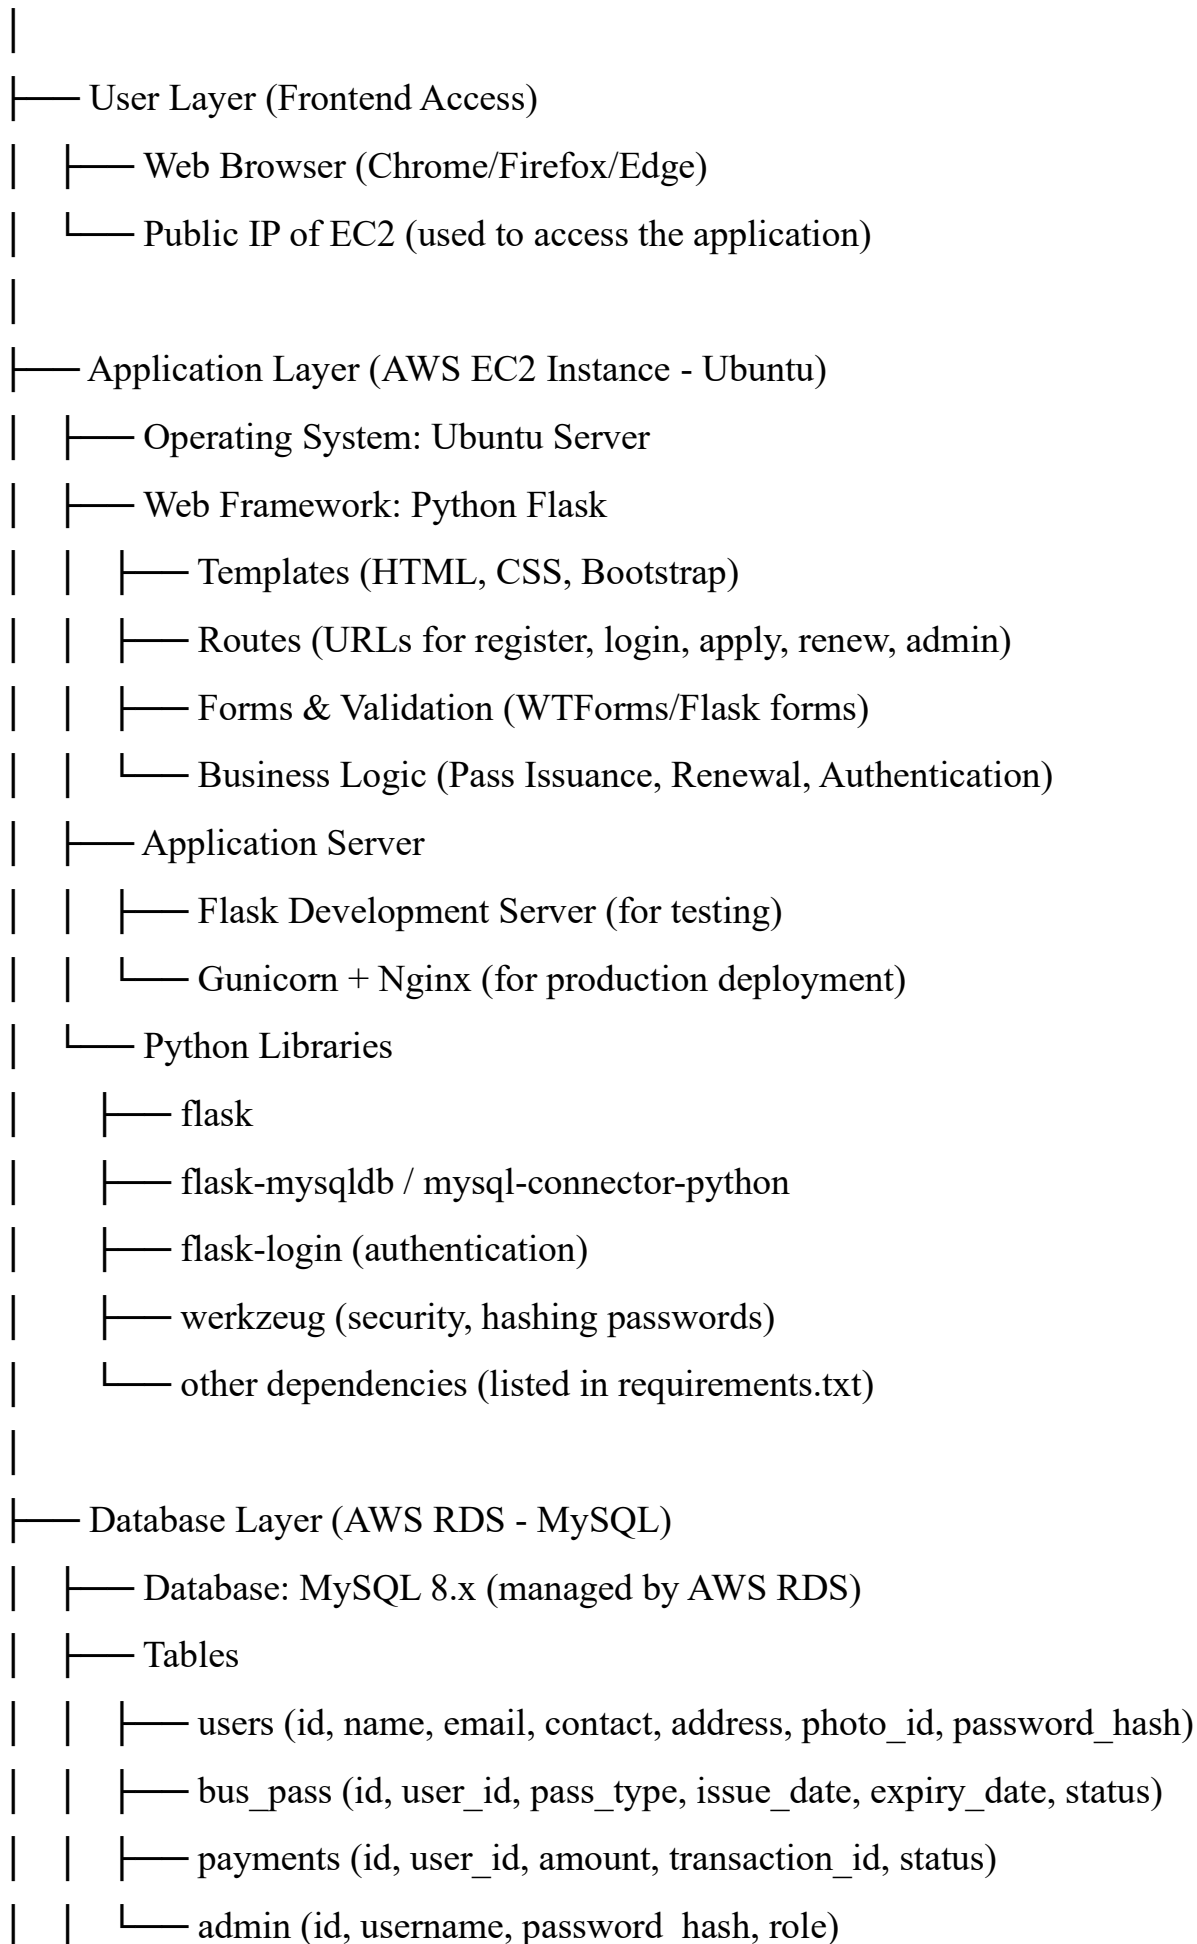 │
├── User Layer (Frontend Access)
│   ├── Web Browser (Chrome/Firefox/Edge)
│   └── Public IP of EC2 (used to access the application)
│
├── Application Layer (AWS EC2 Instance - Ubuntu)
│   ├── Operating System: Ubuntu Server
│   ├── Web Framework: Python Flask
│   │   ├── Templates (HTML, CSS, Bootstrap)
│   │   ├── Routes (URLs for register, login, apply, renew, admin)
│   │   ├── Forms & Validation (WTForms/Flask forms)
│   │   └── Business Logic (Pass Issuance, Renewal, Authentication)
│   ├── Application Server
│   │   ├── Flask Development Server (for testing)
│   │   └── Gunicorn + Nginx (for production deployment)
│   └── Python Libraries
│       ├── flask
│       ├── flask-mysqldb / mysql-connector-python
│       ├── flask-login (authentication)
│       ├── werkzeug (security, hashing passwords)
│       └── other dependencies (listed in requirements.txt)
│
├── Database Layer (AWS RDS - MySQL)
│   ├── Database: MySQL 8.x (managed by AWS RDS)
│   ├── Tables
│   │   ├── users (id, name, email, contact, address, photo_id, password_hash)
│   │   ├── bus_pass (id, user_id, pass_type, issue_date, expiry_date, status)
│   │   ├── payments (id, user_id, amount, transaction_id, status)
│   │   └── admin (id, username, password_hash, role)